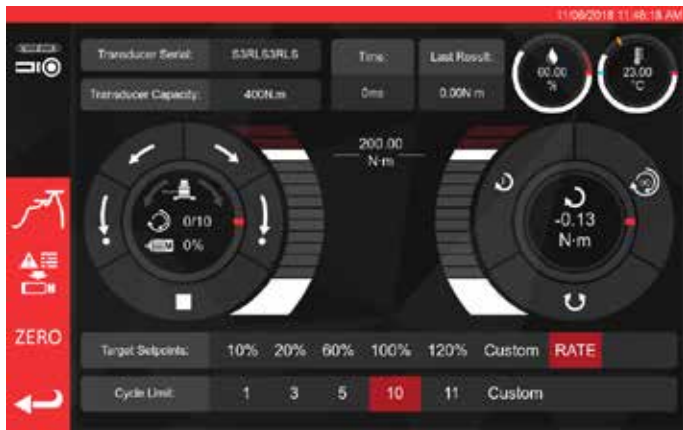 11/08/2018 11:48:18 AM
Transducer Serial: S3RLS3RLS
Time: Last Result:
60.00 %
23.00 °C
Transducer Capacity: 400N.m
0ms 0.00N m
200.00
N·m
0/10
0%
-0.13
N·m
ZERO
Target Setpoints: 10% 20% 60% 100% 120% Custom RATE
Cycle Limit: 1 3 5 10 11 Custom